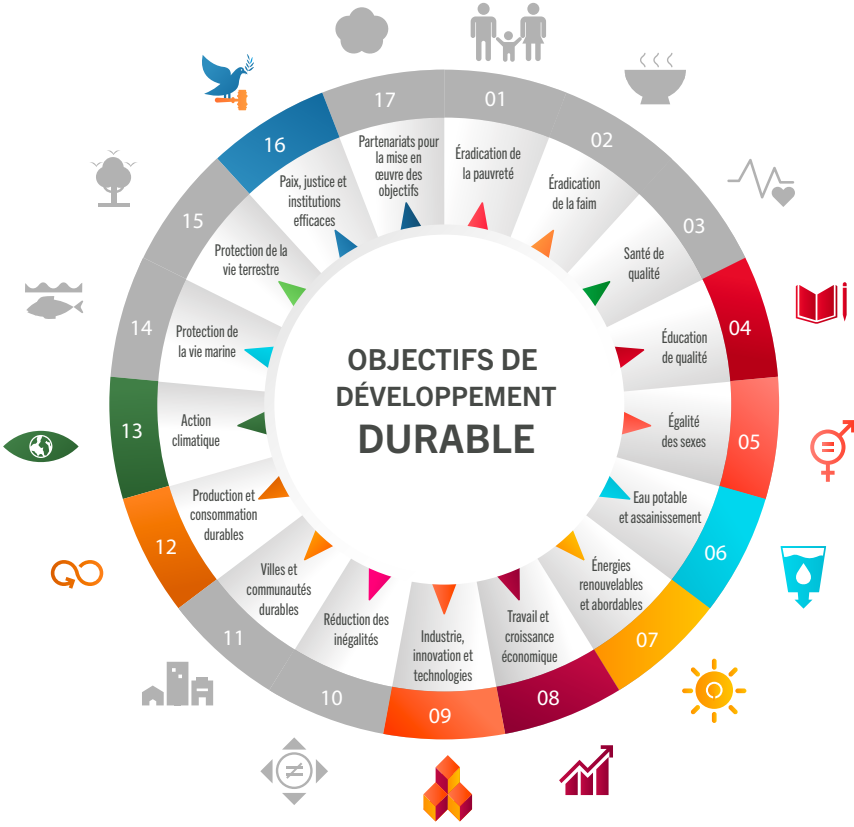 OBJECTIFS DE
DÉVELOPPEMENT
DURABLE
01
Éradication de
la pauvreté
02
Éradication
de la faim
03
Santé de
qualité
04
Éducation
de qualité
05
Égalité
des sexes
06
Eau potable
et assainissement
07
Énergies
renouvelables
et abordables
08
Travail et
croissance
économique
09
Industrie,
innovation et
technologies
10
Réduction des
inégalités
11
Villes et
communautés
durables
12
Production et
consommation
durables
13
Action
climatique
14
Protection de
la vie marine
15
Protection de la
vie terrestre
16
Paix, justice et
institutions
efficaces
17
Partenariats pour
la mise en
œuvre des
objectifs